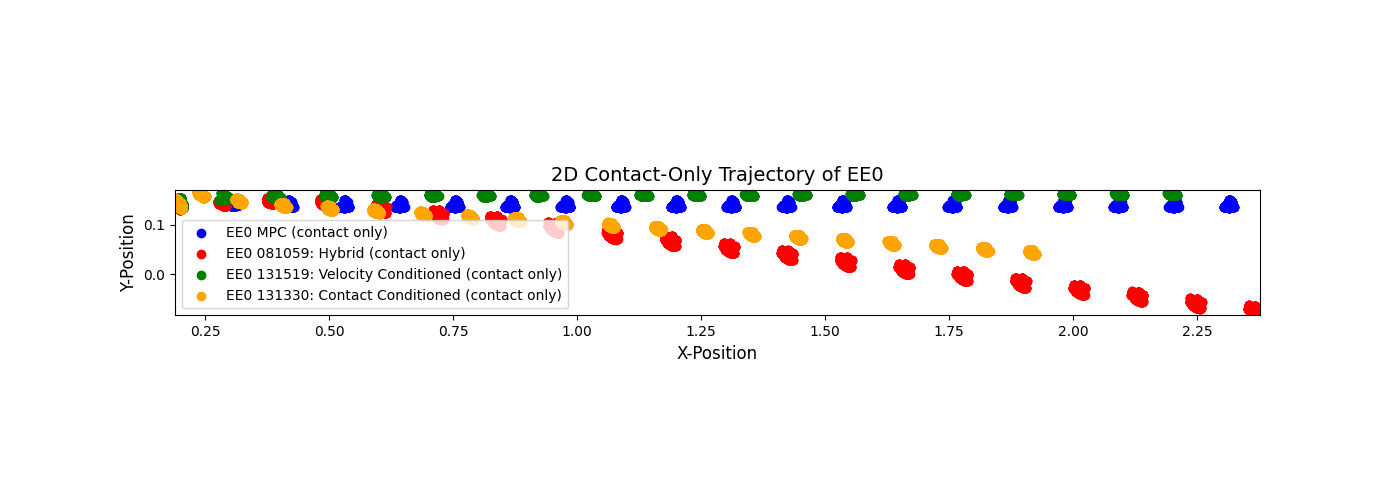 2D Contact-Only Trajectory of EE0
Y-Position
0.1
0.0
EE0 MPC (contact only)
EE0 081059: Hybrid (contact only)
EE0 131519: Velocity Conditioned (contact only)
EE0 131330: Contact Conditioned (contact only)
0.25 0.50 0.75 1.00 1.25 1.50 1.75 2.00 2.25
X-Position